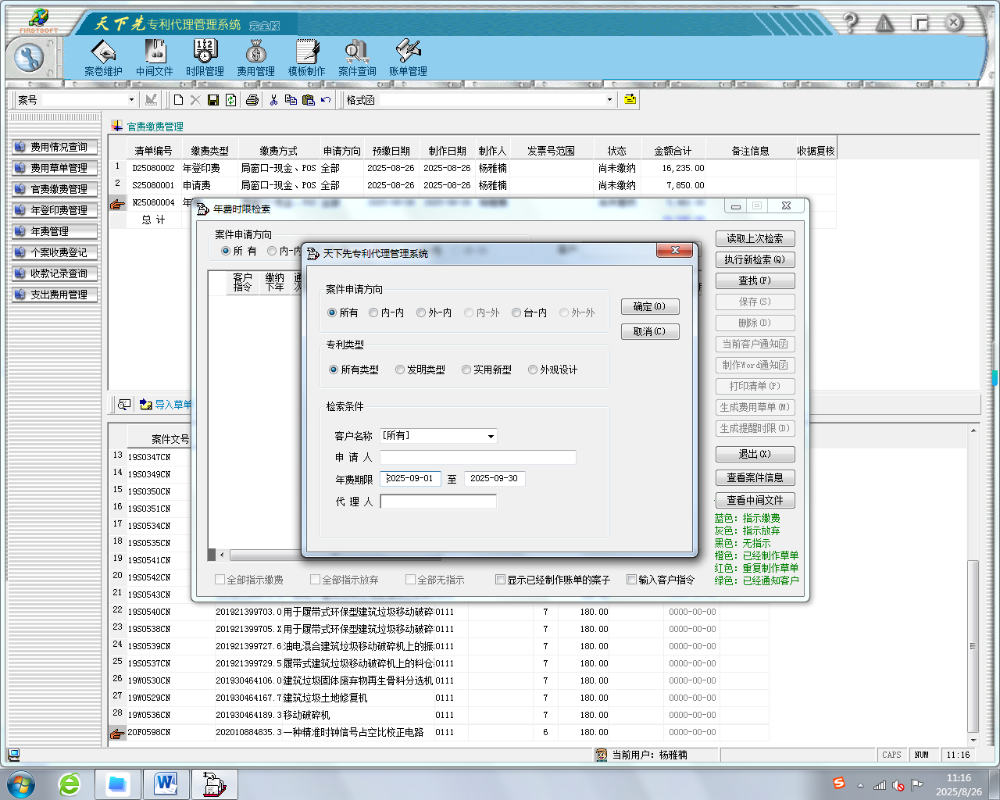 FIRSTSOFT
天下先专利代理管理系统 完全版
案卷维护 中间文件 时限管理 费用管理 模板制作 案件查询 账单管理
案号 格式函
费用情况查询
费用草单管理
官费缴费管理
年登印费管理
年费管理
个案收费登记
收款记录查询
支出费用管理
官费缴费管理
清单编号 缴费类型 缴费方式 申请方向 预缴日期 制作日期 制作人 发票号范围 状态 金额合计 备注信息 收据复核
1 D25080002 年登印费 局窗口-现金、POS 全部 2025-08-26 2025-08-26 杨雅楠 尚未缴纳 16,235.00
2 S25080001 申请费 局窗口-现金、POS 全部 2025-08-26 2025-08-26 杨雅楠 尚未缴纳 7,850.00
N25080004
总 计
年费时限检索
案件申请方向
所 有 内-内
客户指令 缴纳下年
读取上次检索
执行新检索(Q)
查找(F)
保存(S)
删除(D)
当前客户通知函
制作Word通知函
打印清单(P)
生成费用草单(M)
生成提醒时限(D)
退出(X)
查看案件信息
查看中间文件
蓝色: 指示缴费
灰色: 指示放弃
黑色: 无指示
橙色: 已经制作草单
红色: 重复制作草单
绿色: 已经通知客户
全部指示缴费 全部指示放弃 全部无指示 显示已经制作账单的案子 输入客户指令
天下先专利代理管理系统
案件申请方向
所有 内-内 外-内 内-外 台-内 外-外
专利类型
所有类型 发明类型 实用新型 外观设计
检索条件
客户名称 [所有]
申 请 人
年费期限 2025-09-01 至 2025-09-30
代 理 人
确定(O)
取消(C)
导入草单
案件文号
13 19S0347CN
14 19S0349CN
15 19S0350CN
16 19S0351CN
17 19S0534CN
18 19S0535CN
19 19S0541CN
20 19S0542CN
21 19S0543CN
22 19S0540CN 201921399703.0 用于履带式环保型建筑垃圾移动破碎 0111 7 180.00 0000-00-00
23 19S0538CN 201921399705.X 用于履带式环保型建筑垃圾移动破碎 0111 7 180.00 0000-00-00
24 19S0539CN 201921399727.6 油电混合建筑垃圾移动破碎机上的振 0111 7 180.00 0000-00-00
25 19S0537CN 201921399729.5 履带式建筑垃圾移动破碎机上的料仓 0111 7 180.00 0000-00-00
26 19W0530CN 201930464106.0 建筑垃圾固体废弃物再生骨料分选机 0111 7 180.00 0000-00-00
27 19W0529CN 201930464167.7 建筑垃圾土地修复机 0111 7 180.00 0000-00-00
28 19W0536CN 201930464189.3 移动破碎机 0111 7 180.00 0000-00-00
20F0598CN 202010884835.3 一种精准时钟信号占空比校正电路 0111 6 180.00 0000-00-00
当前用户: 杨雅楠 CAPS NUM 11:16
11:16
2025/8/26